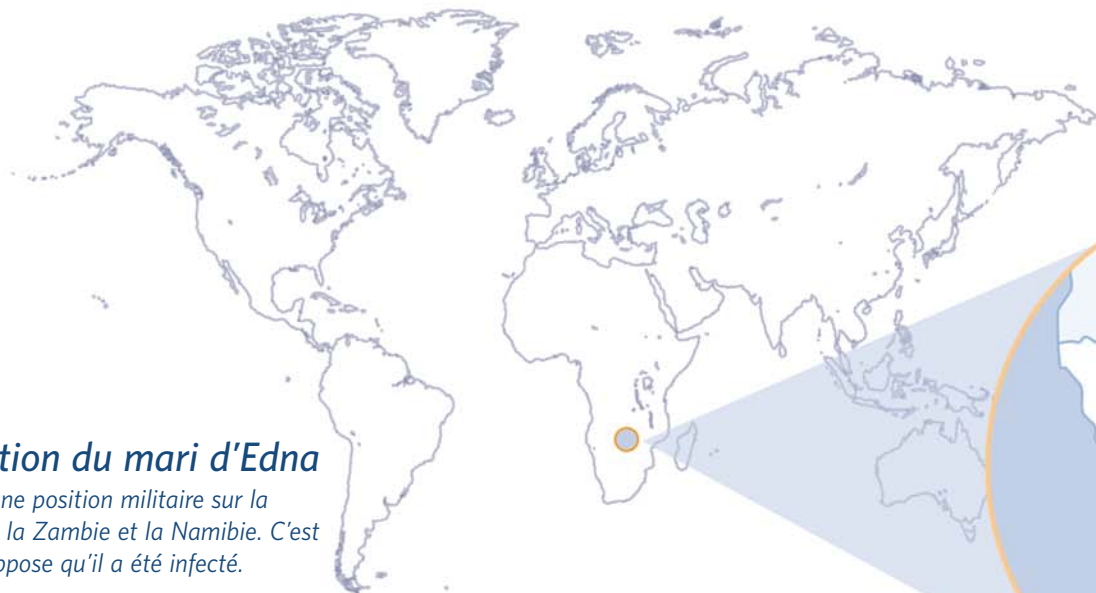 tion du mari d'Edna
ne position militaire sur la
la Zambie et la Namibie. C'est
ppose qu'il a été infecté.